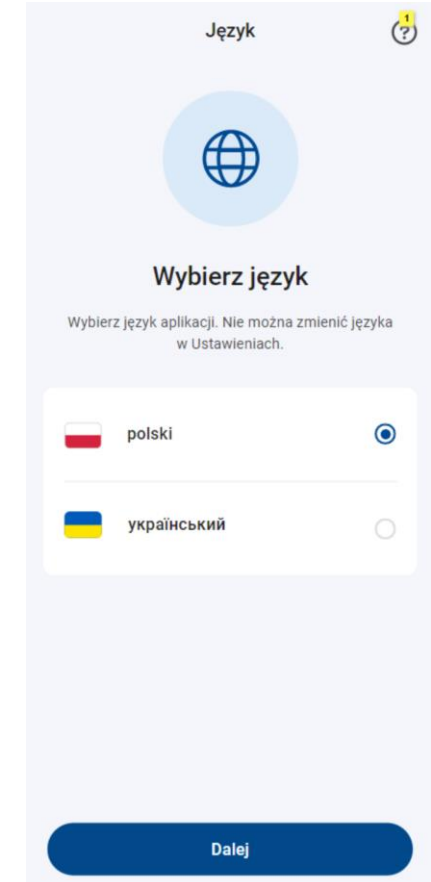 Język
1
?
Wybierz język
Wybierz język aplikacji. Nie można zmienić języka
w Ustawieniach.
polski
український
Dalej